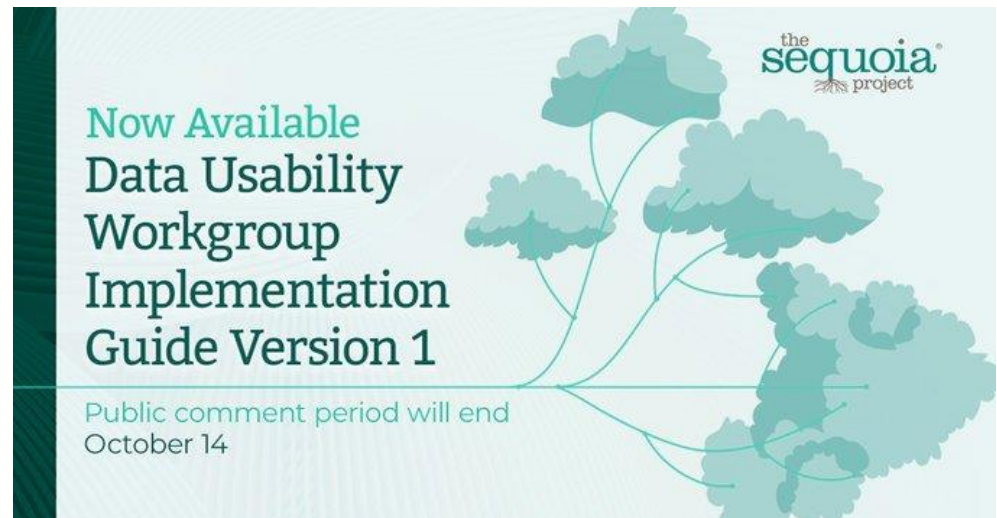 the
sequoia®
project
Now Available
Data Usability
Workgroup
Implementation
Guide Version 1
Public comment period will end
October 14